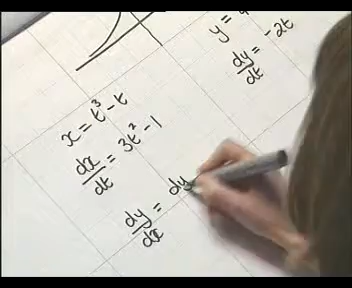 x = t³ - t
dx/dt = 3t² - 1
dy/dx = dy
y =
dy/dt = -2t